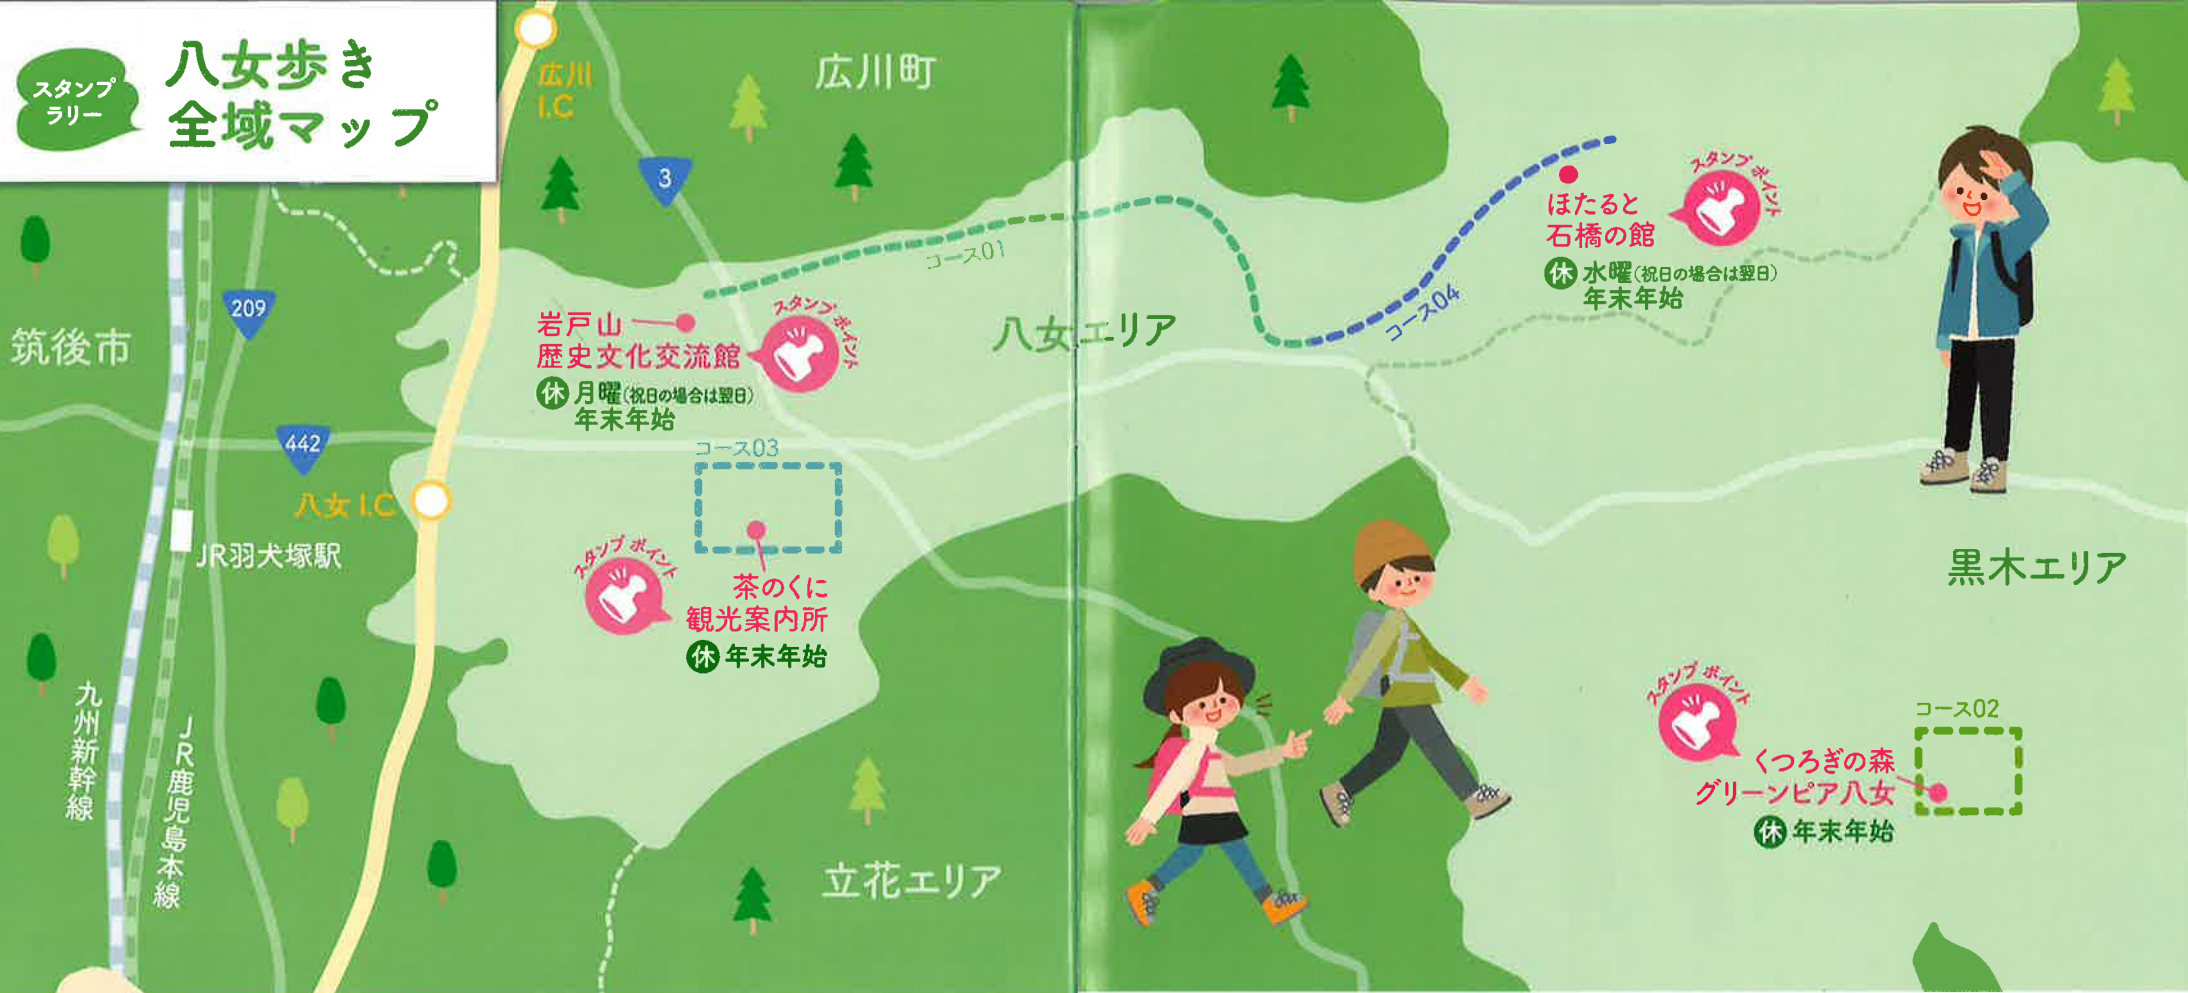 スタンプ
ラリー
八女歩き
全域マップ
広川
I.C
広川町
3
コース01
スタンプ ポイント
ほたると
石橋の館
休 水曜(祝日の場合は翌日)
年末年始
コース04
209
筑後市
岩戸山
歴史文化交流館
休 月曜(祝日の場合は翌日)
年末年始
スタンプ ポイント
八女エリア
442
コース03
八女 I.C
JR羽犬塚駅
スタンプ ポイント
茶のくに
観光案内所
休 年末年始
黒木エリア
九州新幹線
JR鹿児島本線
スタンプ ポイント
コース02
くつろぎの森
グリーンピア八女
休 年末年始
立花エリア